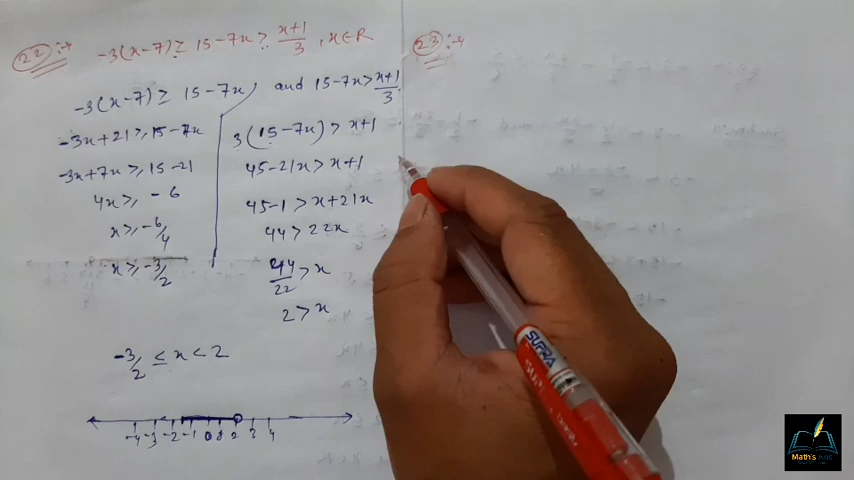 22 :→ -3(x-7) ≥ 15-7x > x+1/3 , x∈R
-3(x-7) ≥ 15-7x
-3x+21 ≥ 15-7x
-3x+7x ≥ 15-21
4x ≥ -6
x ≥ -6/4
x ≥ -3/2
and 15-7x > x+1/3
3(15-7x) > x+1
45-21x > x+1
45-1 > x+21x
44 > 22x
44/22 > x
2 > x
-3/2 ≤ x < 2
-4 -3 -2 -1 0 1 2 3 4
23 :→
SUPRA
Math's